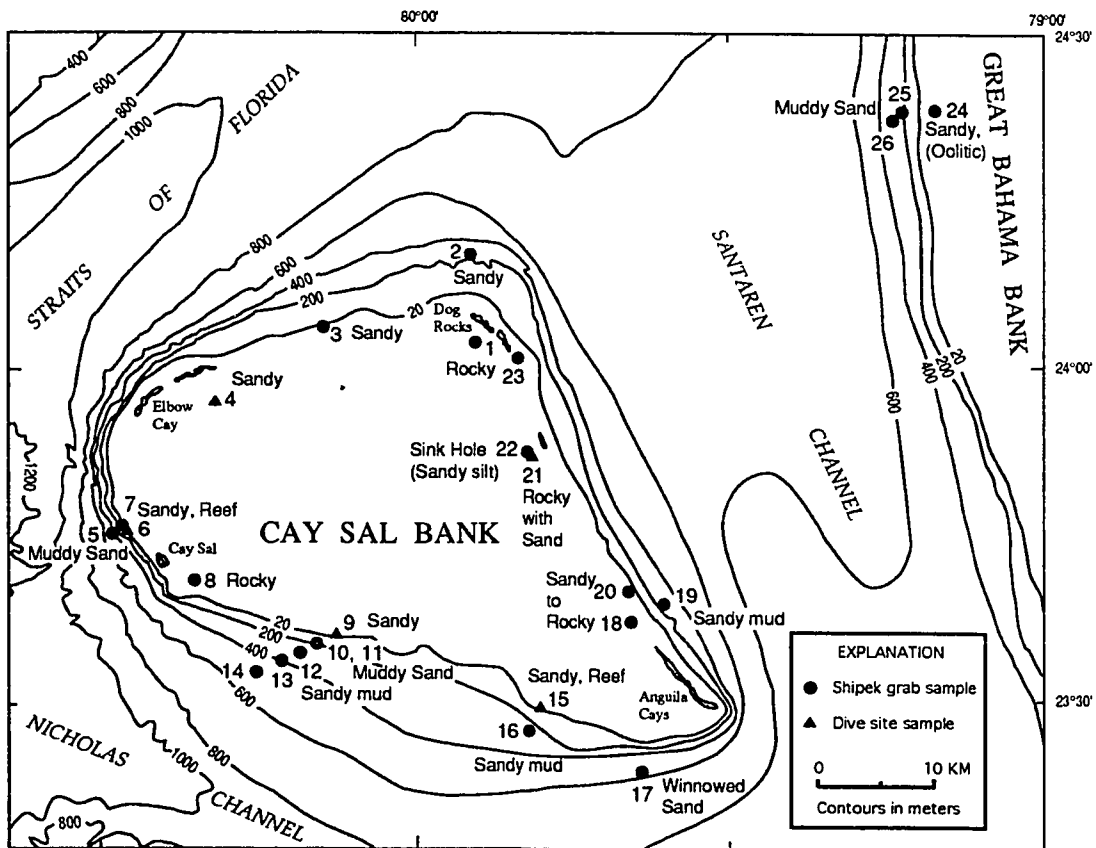 80°00'
79°00'
24°30'
400
600
800
1000
STRAITS OF FLORIDA
800
600
400
200
20
2
Sandy
3 Sandy
Dog
Rocks
1
Rocky
23
Sandy
4
Elbow
Cay
Muddy Sand
25
26
24
Sandy,
(Oolitic)
GREAT BAHAMA BANK
SANTAREN
CHANNEL
24°00'
20
200
400
600
1200
Sink Hole 22
(Sandy silt)
21
Rocky
with
Sand
7
Sandy, Reef
5 6
Muddy Sand
CAY SAL BANK
Cay Sal
8 Rocky
Sandy
to
Rocky
20
18
19
Sandy mud
9 Sandy
20
200
400
600
10, 11
Muddy Sand
14
13
12
Sandy mud
Sandy, Reef
15
16
Sandy mud
Anguila
Cays
23°30'
17
Winnowed
Sand
NICHOLAS
CHANNEL
800
1000
800
EXPLANATION
Shipek grab sample
Dive site sample
0 10 KM
Contours in meters